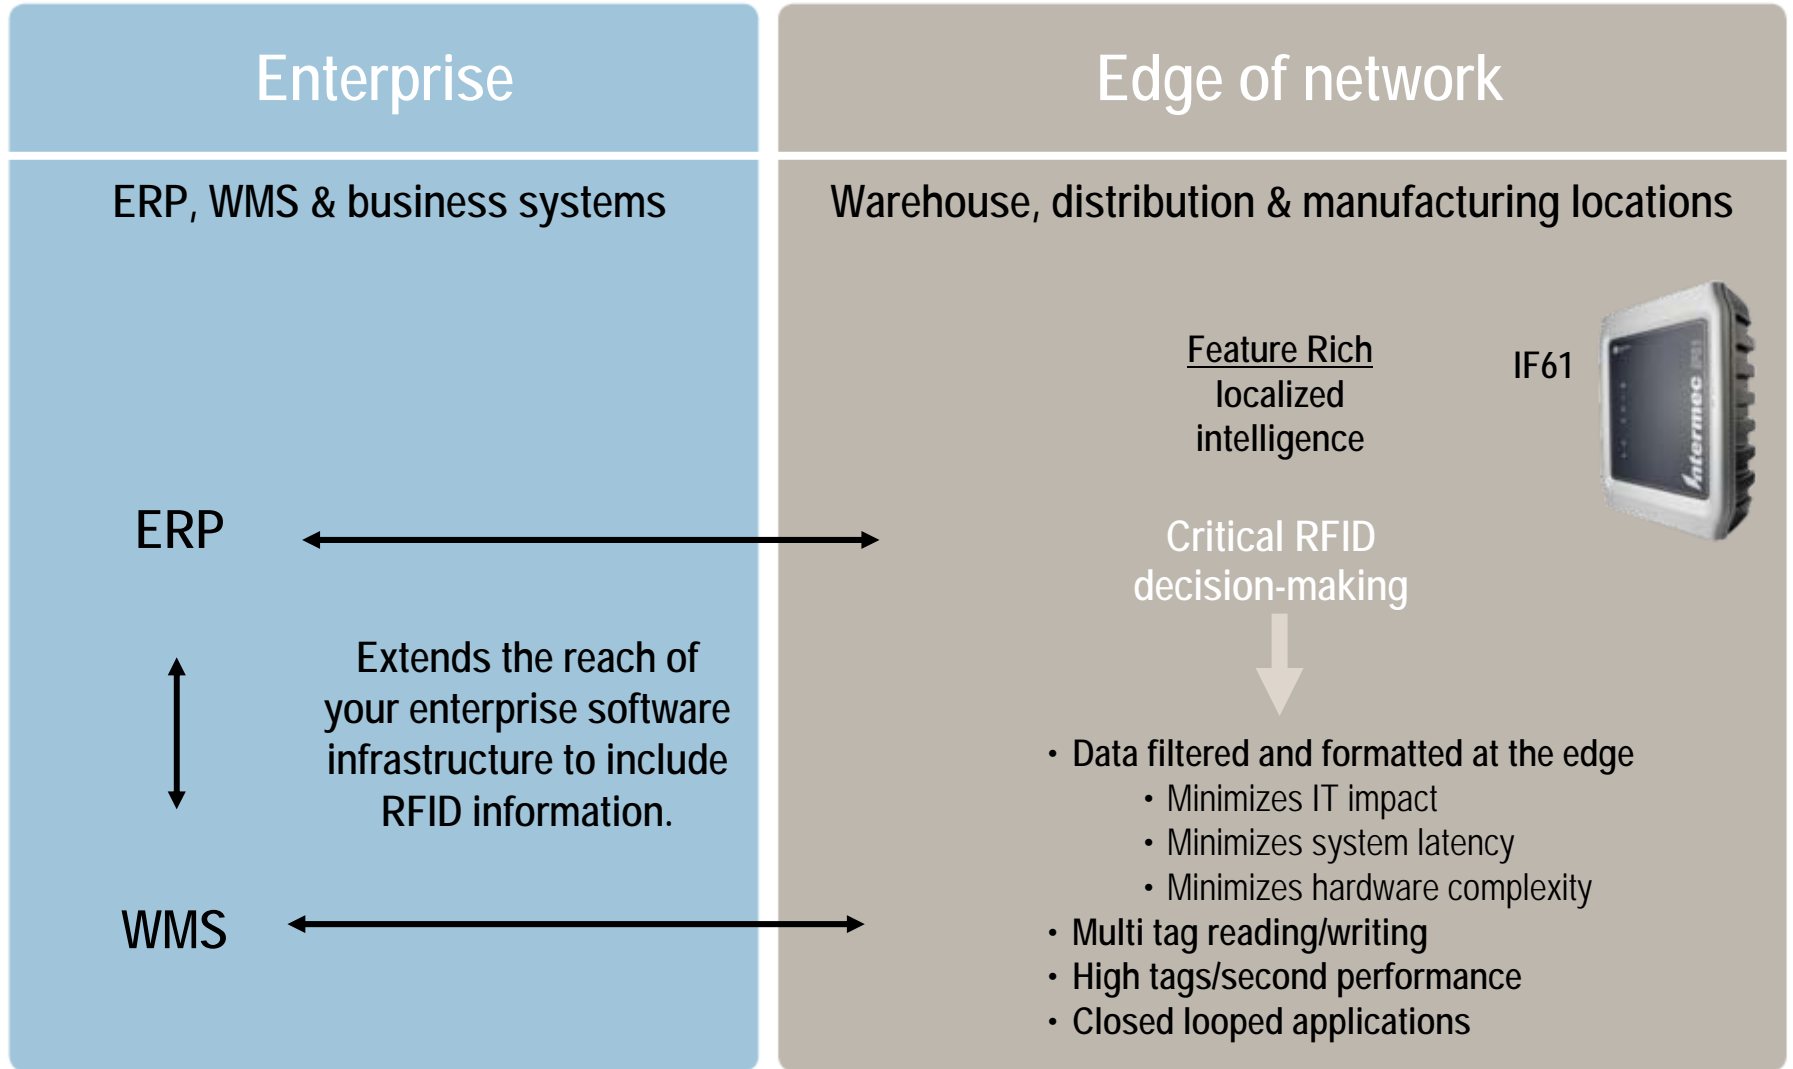 Enterprise
Edge of network
ERP, WMS & business systems
Warehouse, distribution & manufacturing locations
Feature Rich
localized
intelligence
IF61
Intermec IF61
ERP
Critical RFID
decision-making
Extends the reach of
your enterprise software
infrastructure to include
RFID information.
WMS
• Data filtered and formatted at the edge
• Minimizes IT impact
• Minimizes system latency
• Minimizes hardware complexity
• Multi tag reading/writing
• High tags/second performance
• Closed looped applications